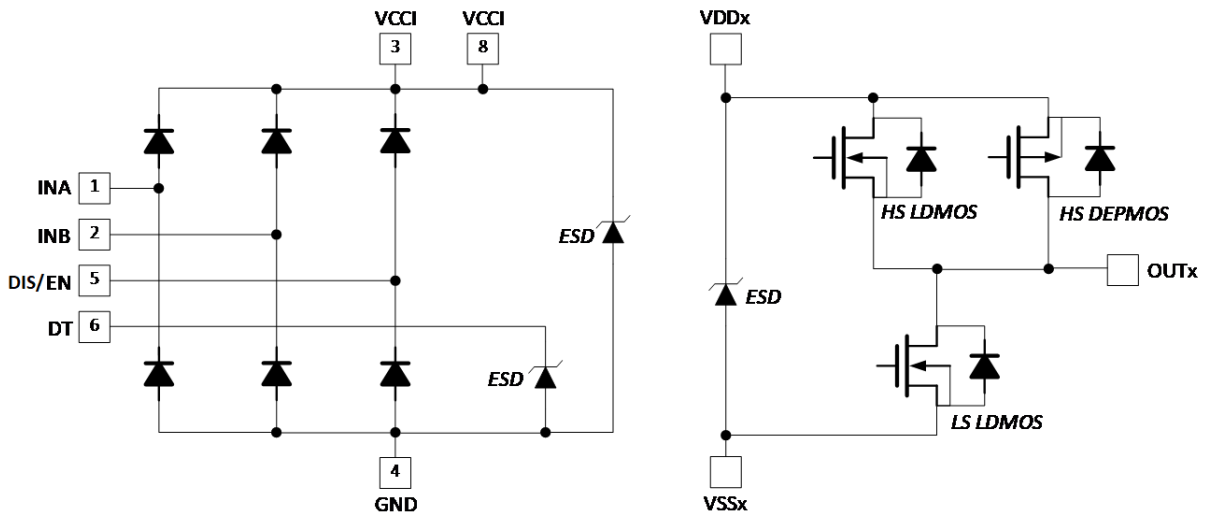 VCCI VCCI VDDx
3 8
INA 1
INB 2
DIS/EN 5
DT 6
ESD
ESD
4
GND
HS LDMOS HS DEPMOS
OUTx
ESD
LS LDMOS
VSSx